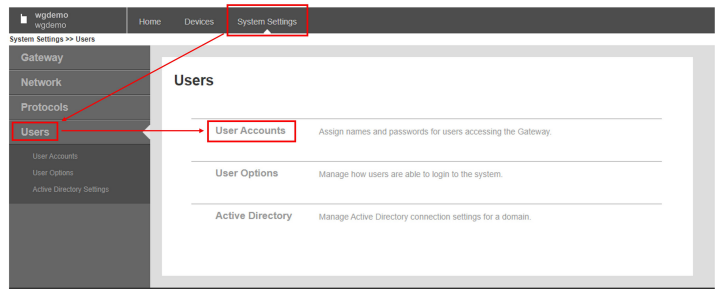 wgdemo
wgdemo
Home Devices System Settings
System Settings >> Users
Gateway
Network
Protocols
Users
User Accounts
User Options
Active Directory Settings
Users
User Accounts Assign names and passwords for users accessing the Gateway.
User Options Manage how users are able to login to the system.
Active Directory Manage Active Directory connection settings for a domain.